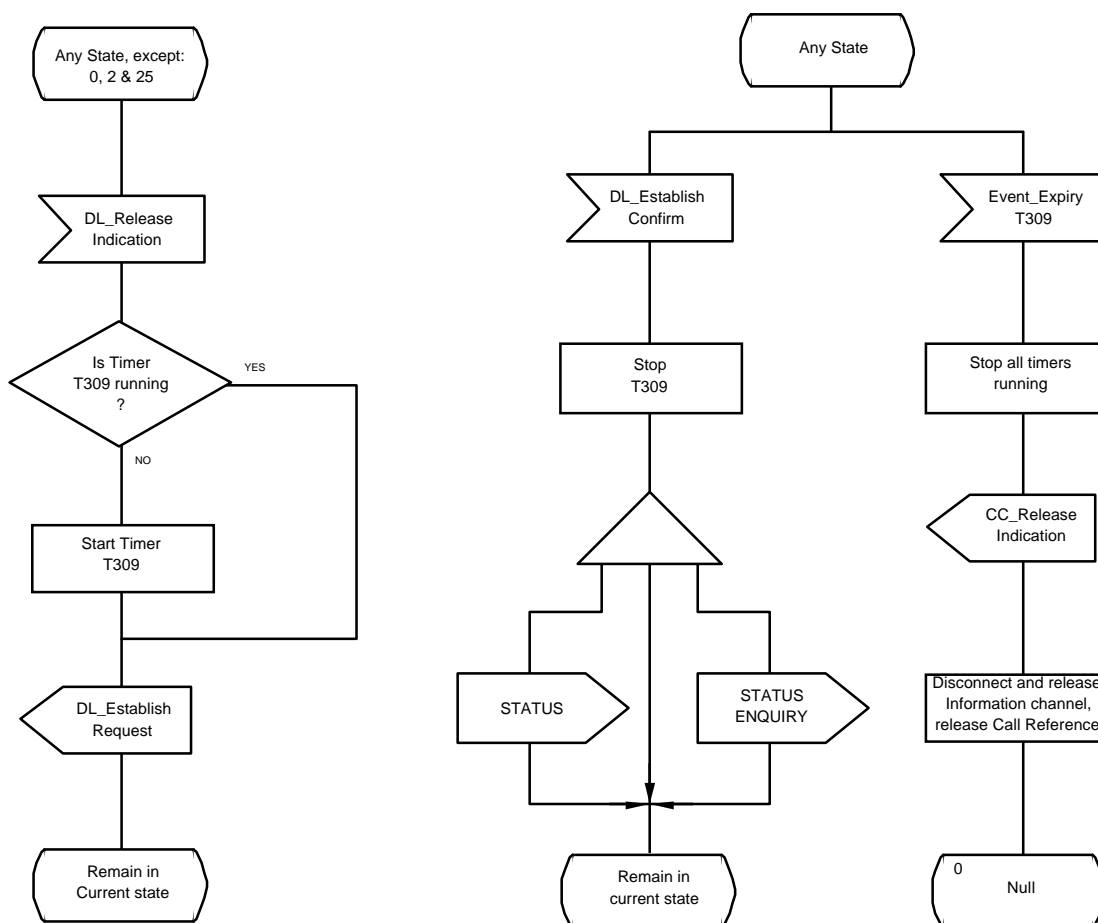 Any State, except:
0, 2 & 25
DL_Release
Indication
Is Timer
T309 running
?
YES
NO
Start Timer
T309
DL_Establish
Request
Remain in
Current state
Any State
DL_Establish
Confirm
Stop
T309
STATUS
STATUS
ENQUIRY
Remain in
current state
Event_Expiry
T309
Stop all timers
running
CC_Release
Indication
Disconnect and release
Information channel,
release Call Reference
0
Null